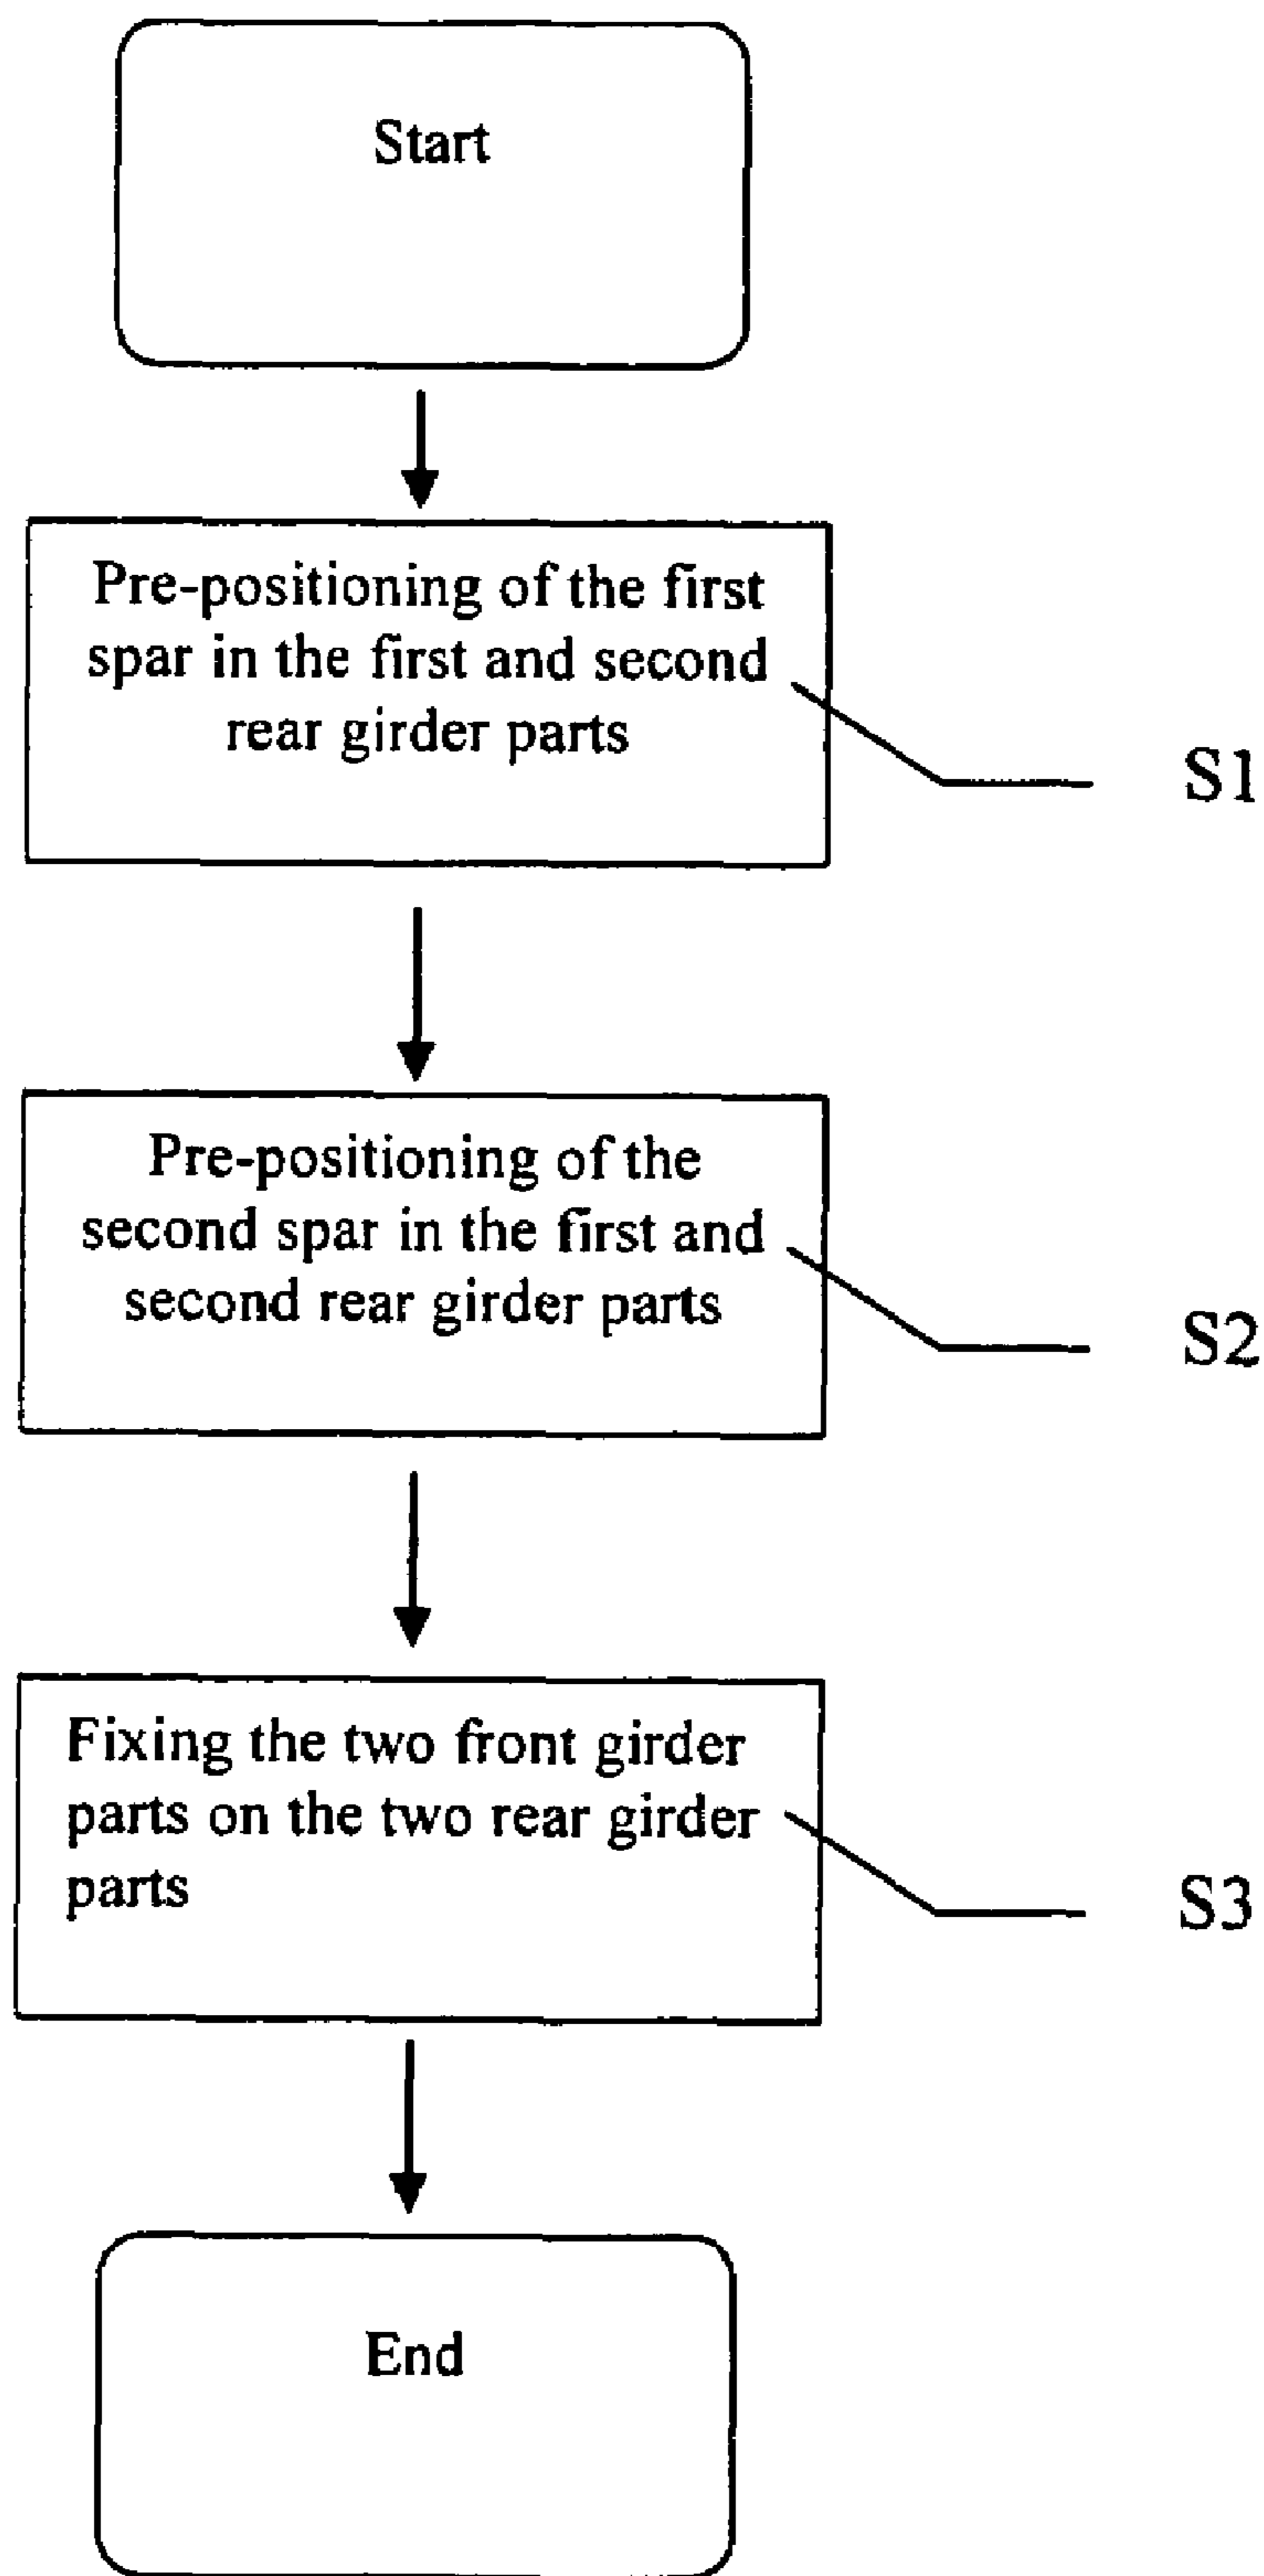 Start
Pre-positioning of the first
spar in the first and second
rear girder parts
S1
Pre-positioning of the
second spar in the first and
second rear girder parts
S2
Fixing the two front girder
parts on the two rear girder
parts
S3
End